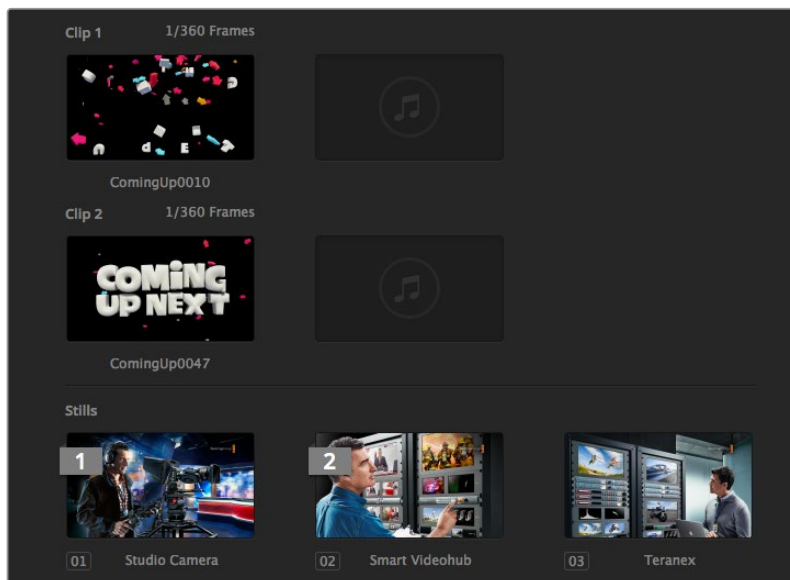 Clip 1 1/360 Frames
ComingUp0010
Clip 2 1/360 Frames
COMiNG
UP NEXT
ComingUp0047
Stills
1 2
01 Studio Camera 02 Smart Videohub 03 Teranex